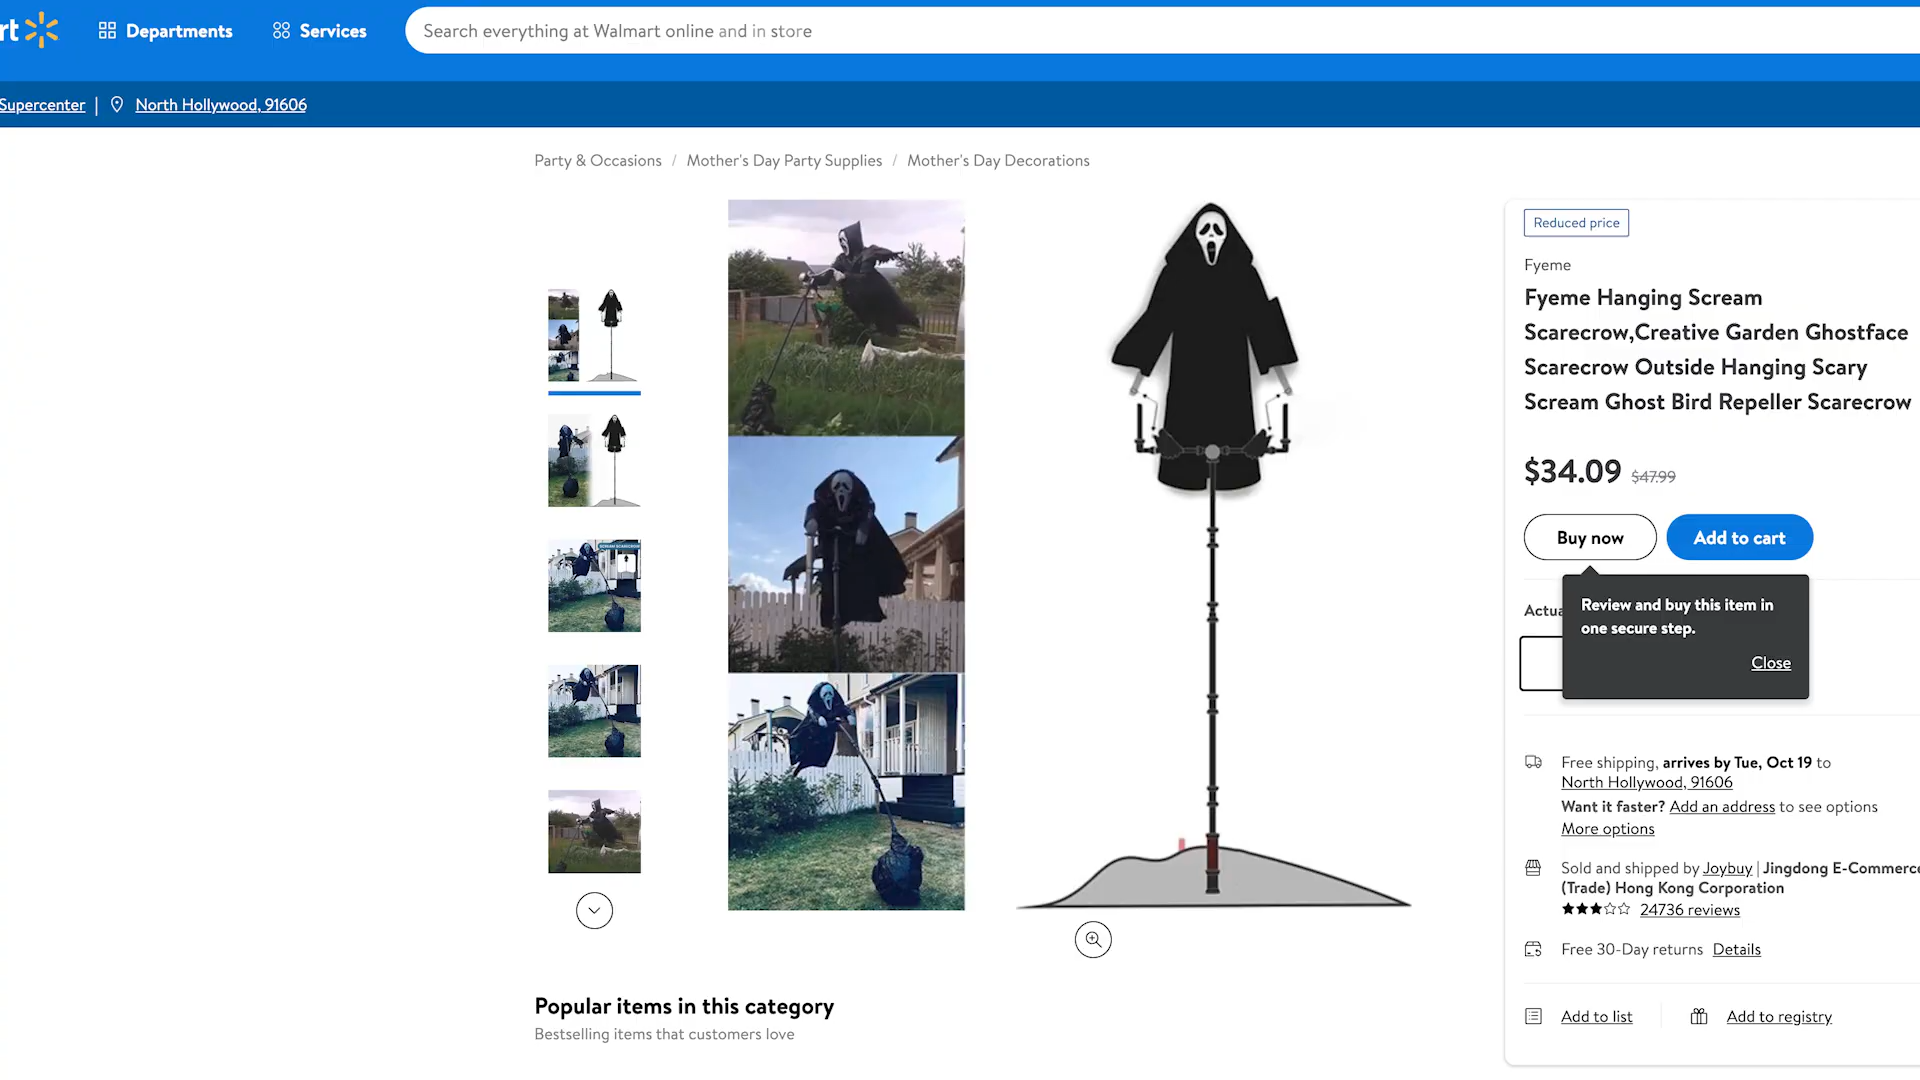 rt
Departments
Services
Search everything at Walmart online and in store
Supercenter | North Hollywood, 91606
Party & Occasions / Mother's Day Party Supplies / Mother's Day Decorations
Reduced price
Fyeme
Fyeme Hanging Scream
Scarecrow,Creative Garden Ghostface
Scarecrow Outside Hanging Scary
Scream Ghost Bird Repeller Scarecrow
$34.09 $47.99
Buy now
Add to cart
Review and buy this item in
one secure step.
Close
Actua
Free shipping, arrives by Tue, Oct 19 to
North Hollywood, 91606
Want it faster? Add an address to see options
More options
Sold and shipped by Joybuy | Jingdong E-Commerce
(Trade) Hong Kong Corporation
24736 reviews
Free 30-Day returns Details
Add to list
Add to registry
SCREAM SCARECROW
Popular items in this category
Bestselling items that customers love